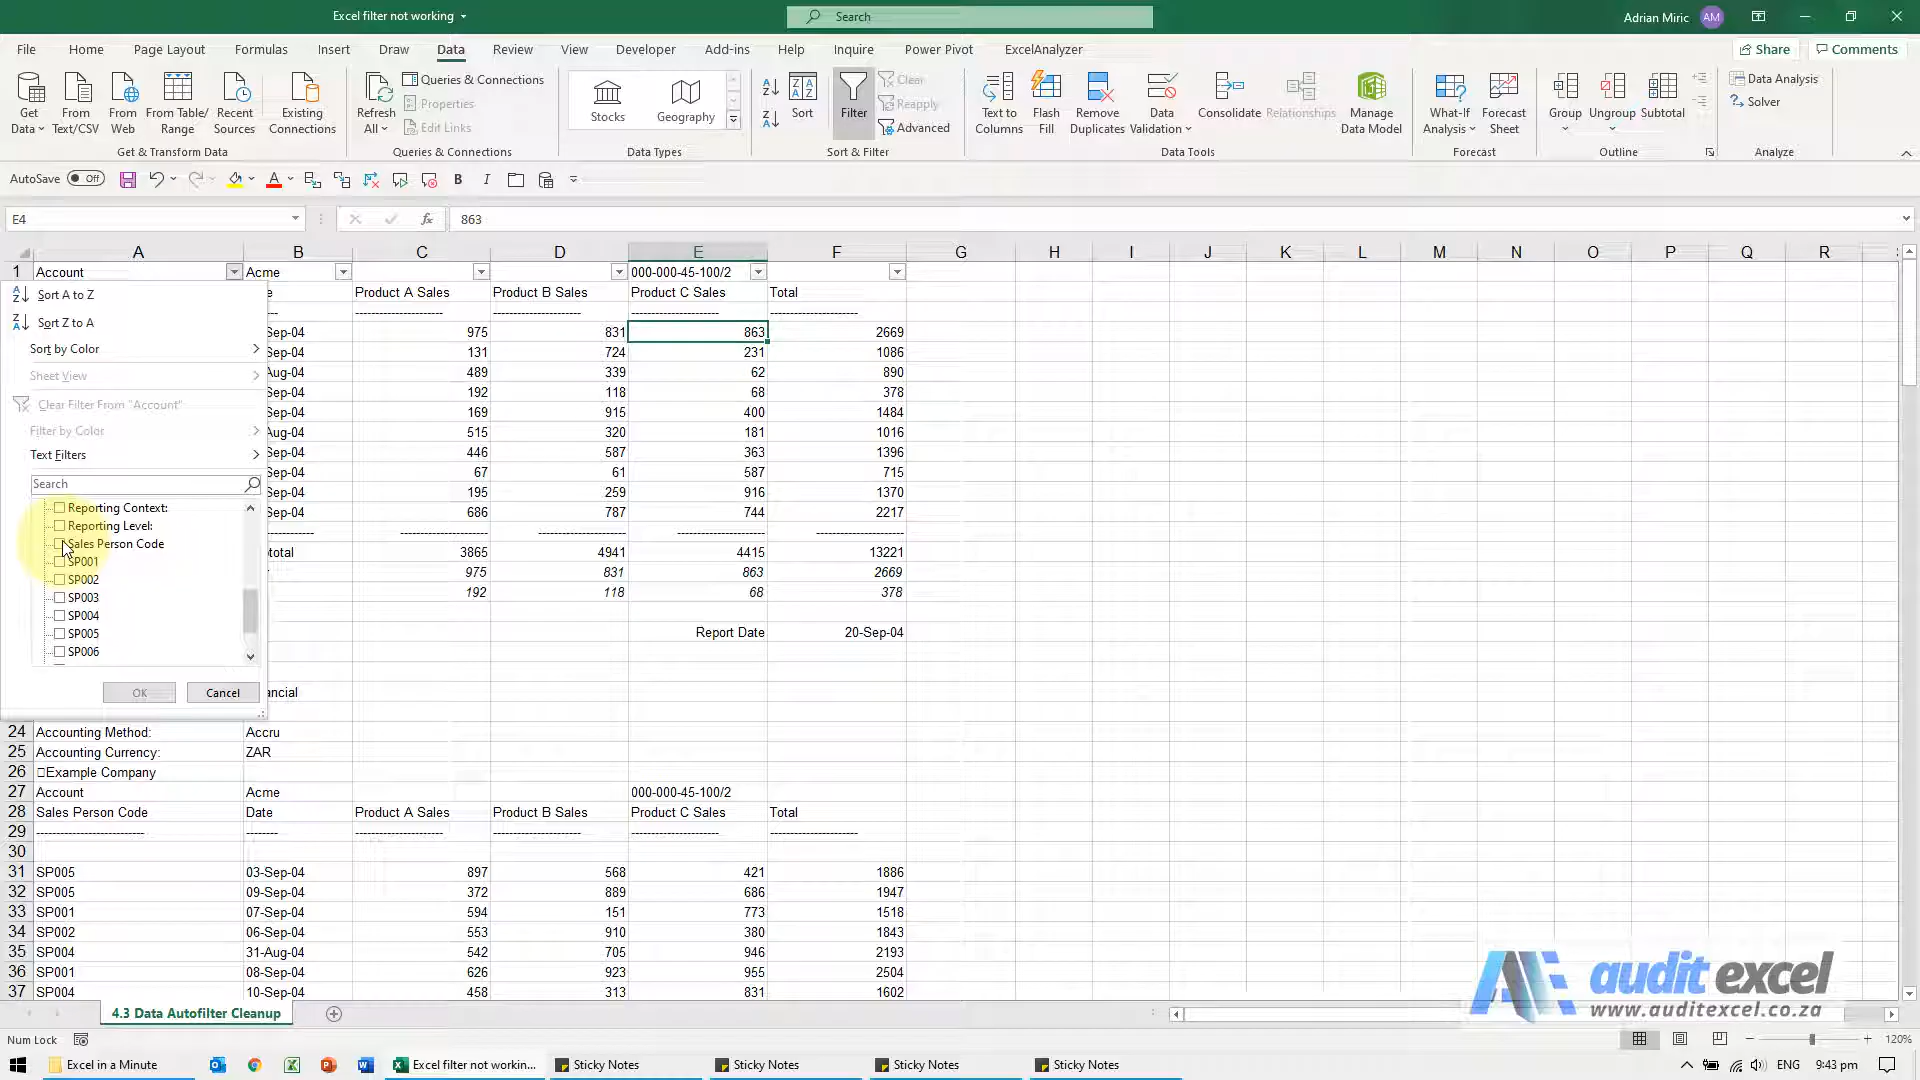 Excel filter not working
Search
Adrian Miric AM
File Home Page Layout Formulas Insert Draw Data Review View Developer Add-ins Help Inquire Power Pivot ExcelAnalyzer Share Comments
Get Data
From Text/CSV
From Web
From Table/ Range
Recent Sources
Existing Connections
Get & Transform Data
Refresh All
Queries & Connections
Properties
Edit Links
Queries & Connections
Stocks
Geography
Data Types
Sort
Filter
Clear
Reapply
Advanced
Sort & Filter
Text to Columns
Flash Fill
Remove Duplicates
Data Validation
Consolidate
Relationships
Manage Data Model
Data Tools
What-If Analysis
Forecast Sheet
Forecast
Group
Ungroup
Subtotal
Outline
Data Analysis
Solver
Analyze
AutoSave Off
E4 fx 863
A B C D E F G H I J K L M N O P Q R
1 Account Acme 000-000-45-100/2
Product A Sales Product B Sales Product C Sales Total
Sep-04 975 831 863 2669
Sep-04 131 724 231 1086
Aug-04 489 339 62 890
Sep-04 192 118 68 378
Sep-04 169 915 400 1484
Aug-04 515 320 181 1016
Sep-04 446 587 363 1396
Sep-04 67 61 587 715
Sep-04 195 259 916 1370
Sep-04 686 787 744 2217
total 3865 4941 4415 13221
975 831 863 2669
192 118 68 378
Report Date 20-Sep-04
ancial
Sort A to Z
Sort Z to A
Sort by Color
Sheet View
Clear Filter From "Account"
Filter by Color
Text Filters
Search
Reporting Context:
Reporting Level:
Sales Person Code
SP001
SP002
SP003
SP004
SP005
SP006
OK Cancel
24 Accounting Method: Accru
25 Accounting Currency: ZAR
26 Example Company
27 Account Acme 000-000-45-100/2
28 Sales Person Code Date Product A Sales Product B Sales Product C Sales Total
29 --------------------------- -------- ---------------------- --------------------- --------------------- ----------------------
30
31 SP005 03-Sep-04 897 568 421 1886
32 SP005 09-Sep-04 372 889 686 1947
33 SP001 07-Sep-04 594 151 773 1518
34 SP002 06-Sep-04 553 910 380 1843
35 SP004 31-Aug-04 542 705 946 2193
36 SP001 08-Sep-04 626 923 955 2504
37 SP004 10-Sep-04 458 313 831 1602
audit excel
www.auditexcel.co.za
4.3 Data Autofilter Cleanup
Num Lock 120%
Excel in a Minute Excel filter not workin... Sticky Notes Sticky Notes Sticky Notes Sticky Notes ENG 9:43 pm